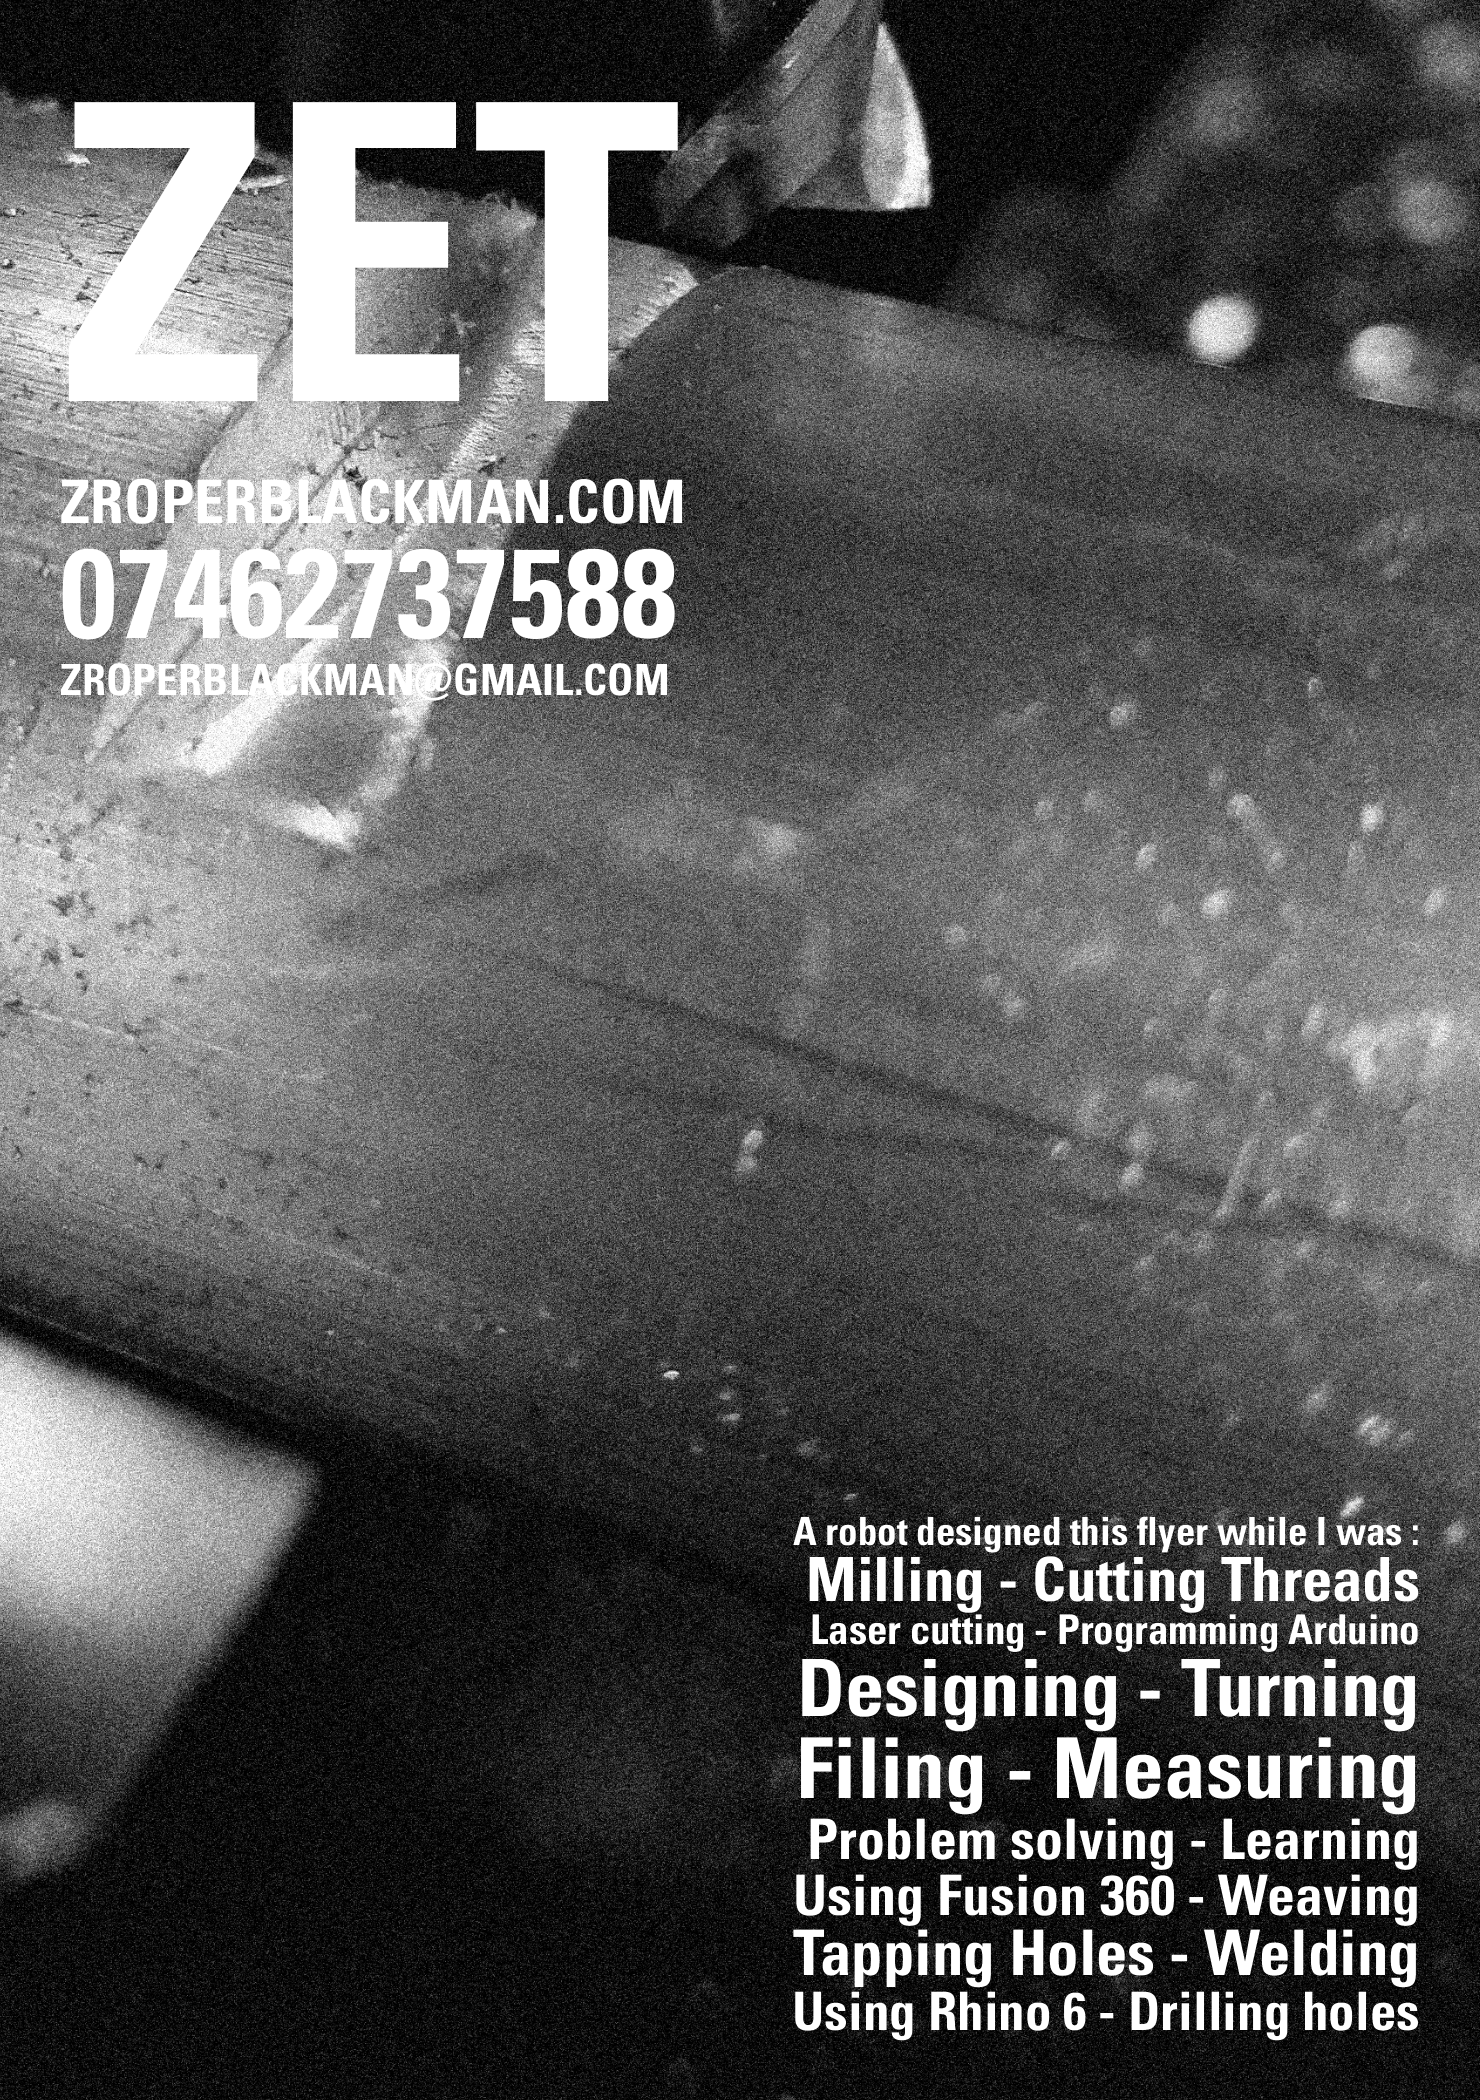 ZET
ZROPERBLACKMAN.COM
07462737588
ZROPERBLACKMAN@GMAIL.COM
A robot designed this flyer while I was :
Milling - Cutting Threads
Laser cutting - Programming Arduino
Designing - Turning
Filing - Measuring
Problem solving - Learning
Using Fusion 360 - Weaving
Tapping Holes - Welding
Using Rhino 6 - Drilling holes